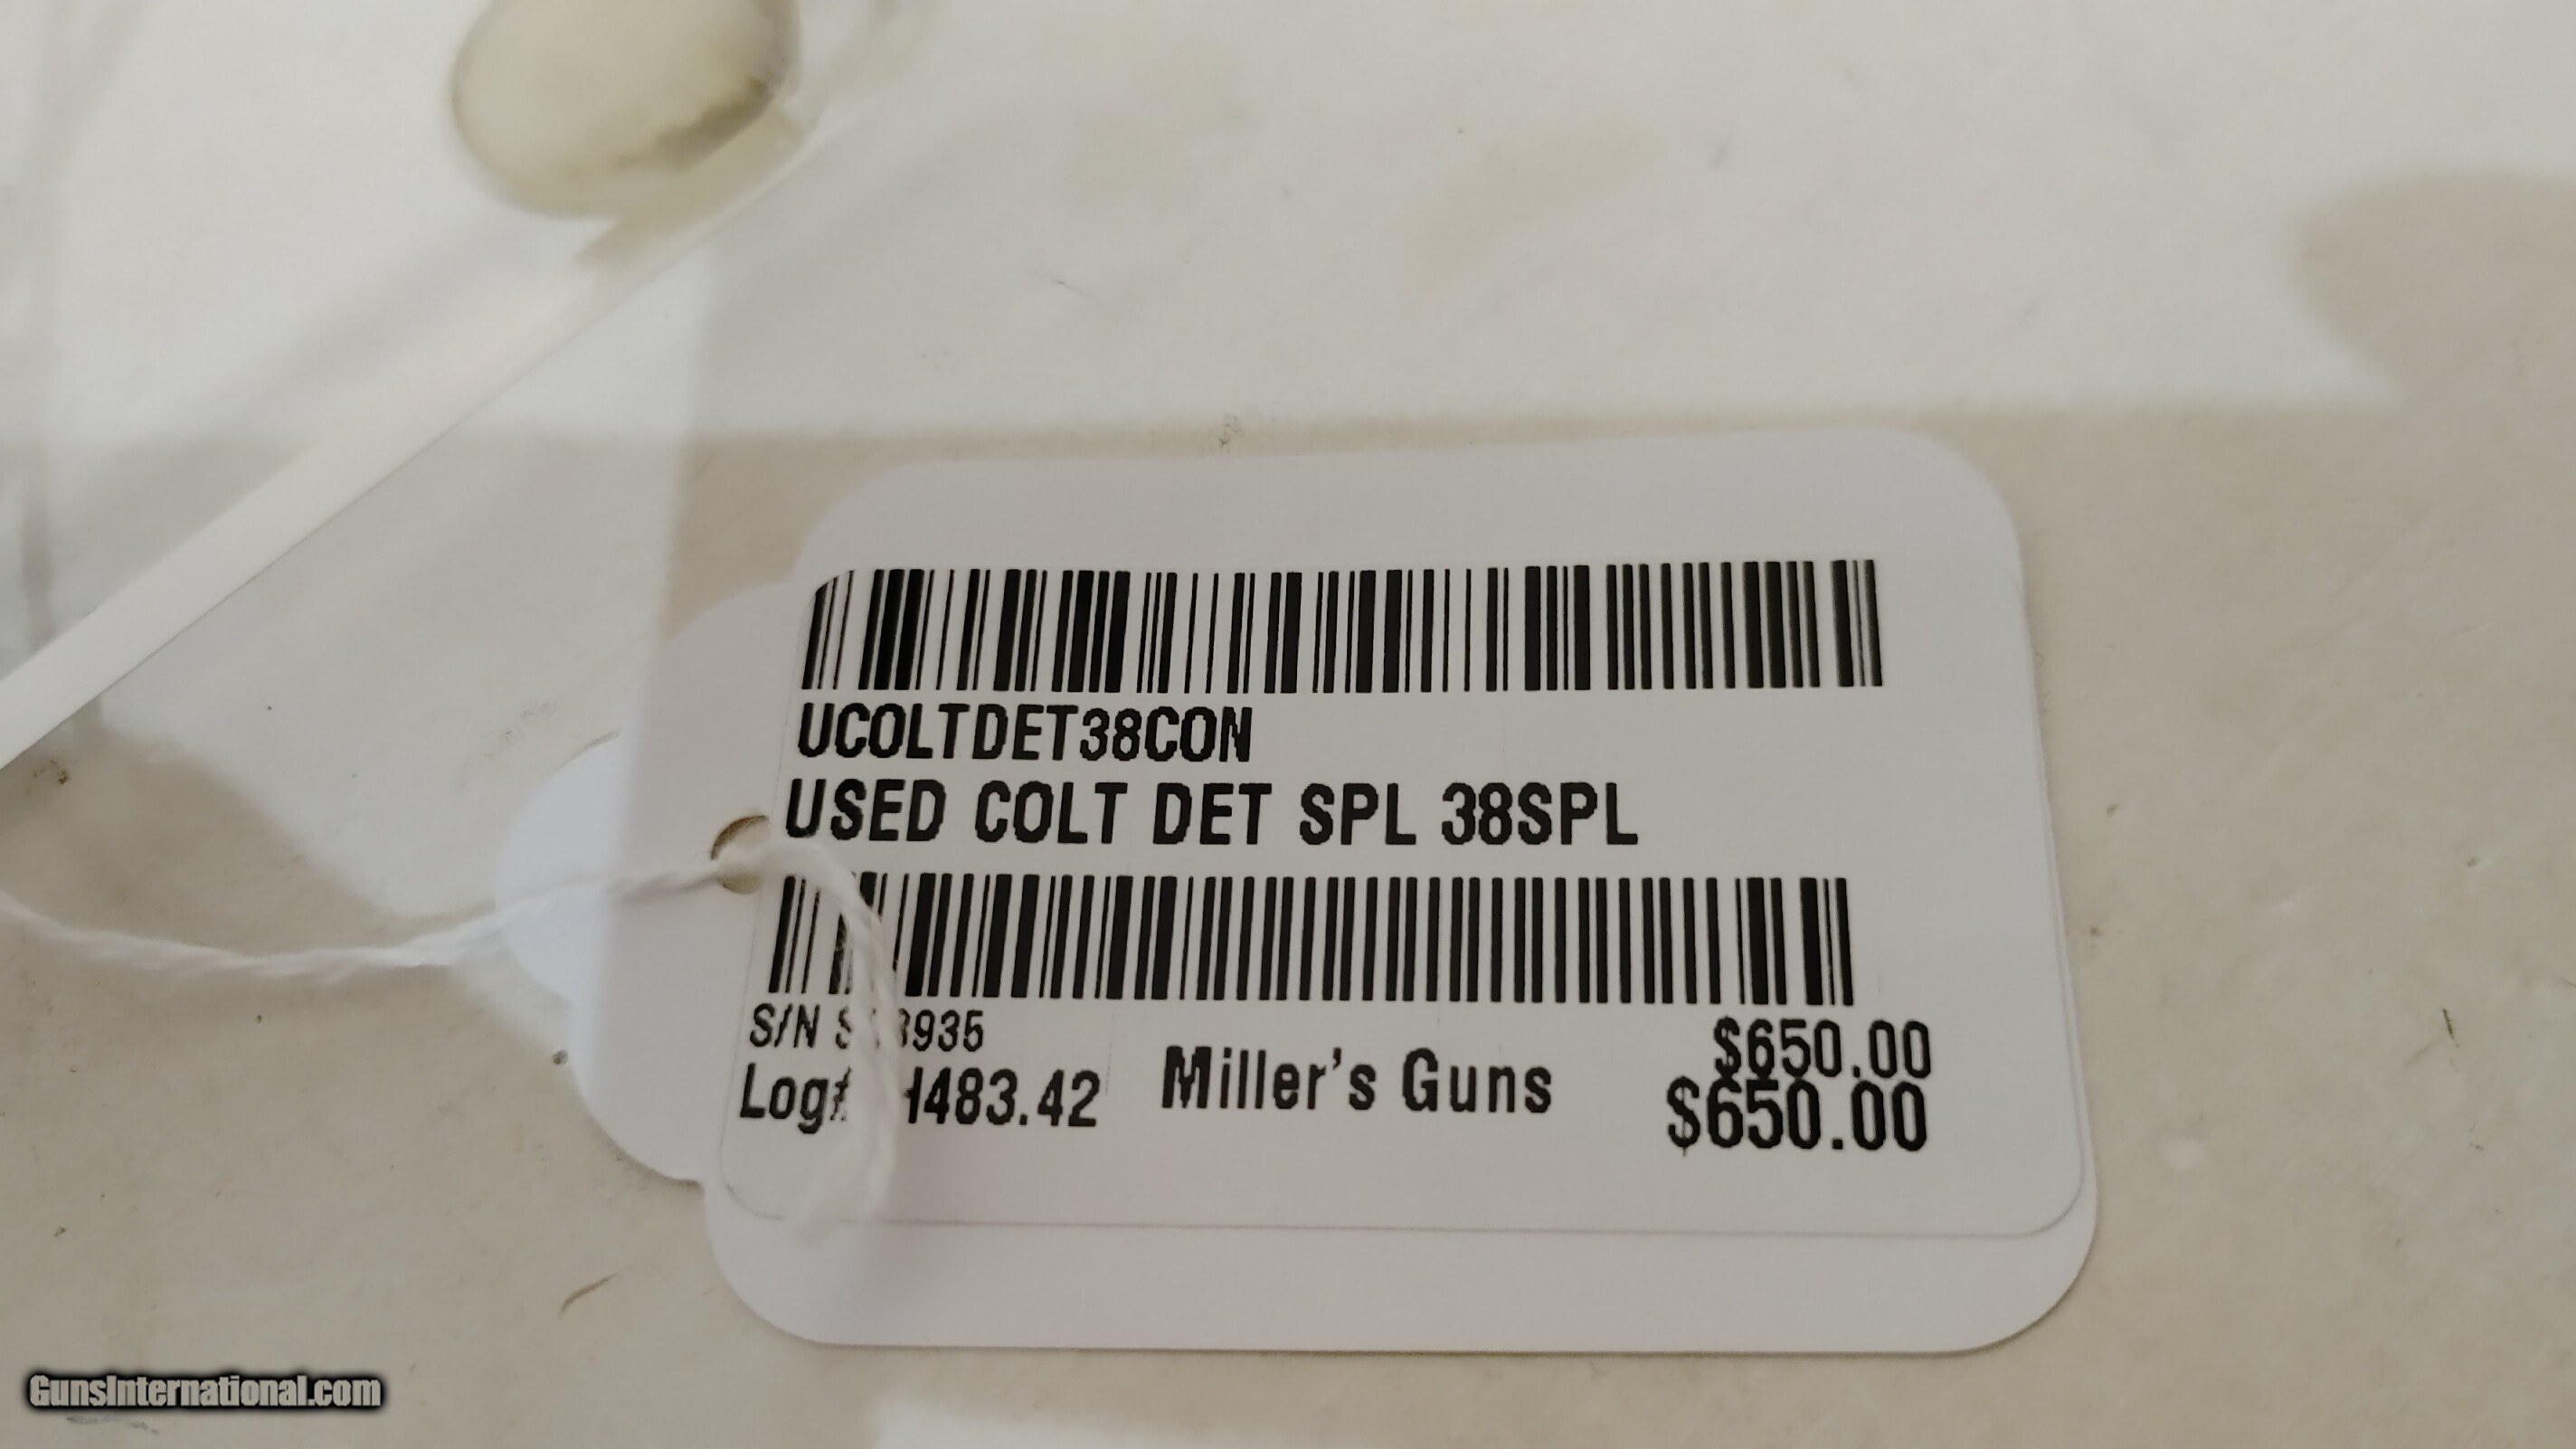 UCOLTDET38CON
USED COLT DET SPL 38SPL
S/N
$650.00
Miller's Guns
$650.00
GunsInternational.com